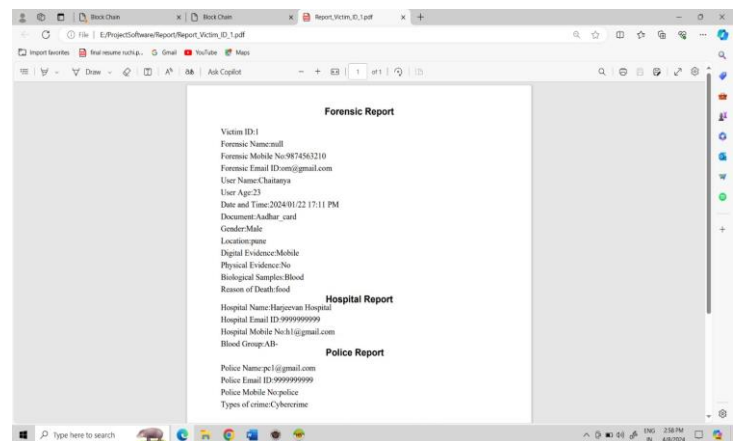 Block Chain
Block Chain
Report_Victim_ID_1.pdf
File
E:/ProjectSoftware/Report/Report_Victim_ID_1.pdf
Import favorites
final resume ruchi.p...
Gmail
YouTube
Maps
Draw
Ask Copilot
1
of 1
Forensic Report
Victim ID:1
Forensic Name:null
Forensic Mobile No:9874563210
Forensic Email ID:om@gmail.com
User Name:Chaitanya
User Age:23
Date and Time:2024/01/22 17:11 PM
Document:Aadhar_card
Gender:Male
Location:pune
Digital Evidence:Mobile
Physical Evidence:No
Biological Samples:Blood
Reason of Death:food
Hospital Report
Hospital Name:Harjeevan Hospital
Hospital Email ID:9999999999
Hospital Mobile No:h1@gmail.com
Blood Group:AB-
Police Report
Police Name:pc1@gmail.com
Police Email ID:9999999999
Police Mobile No:police
Types of crime:Cybercrime
Type here to search
ENG
IN
2:58 PM
4/8/2024